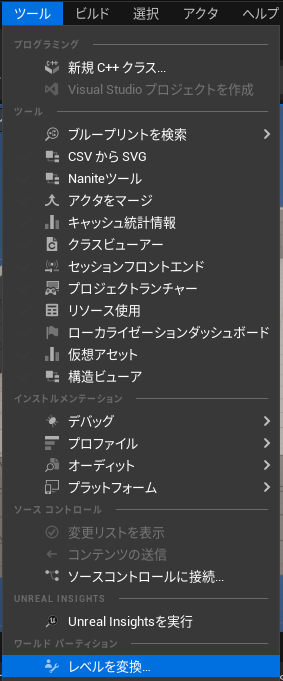 ツール ビルド 選択 アクタ ヘルプ
プログラミング
新規 C++ クラス...
Visual Studio プロジェクトを作成
ツール
ブループリントを検索
CSV から SVG
Naniteツール
アクタをマージ
キャッシュ統計情報
クラスビューアー
セッションフロントエンド
プロジェクトランチャー
リソース使用
ローカライゼーションダッシュボード
仮想アセット
構造ビューア
インストルメンテーション
デバッグ
プロファイル
オーディット
プラットフォーム
ソース コントロール
変更リストを表示
コンテンツの送信
ソースコントロールに接続...
UNREAL INSIGHTS
Unreal Insightsを実行
ワールド パーティション
レベルを変換...